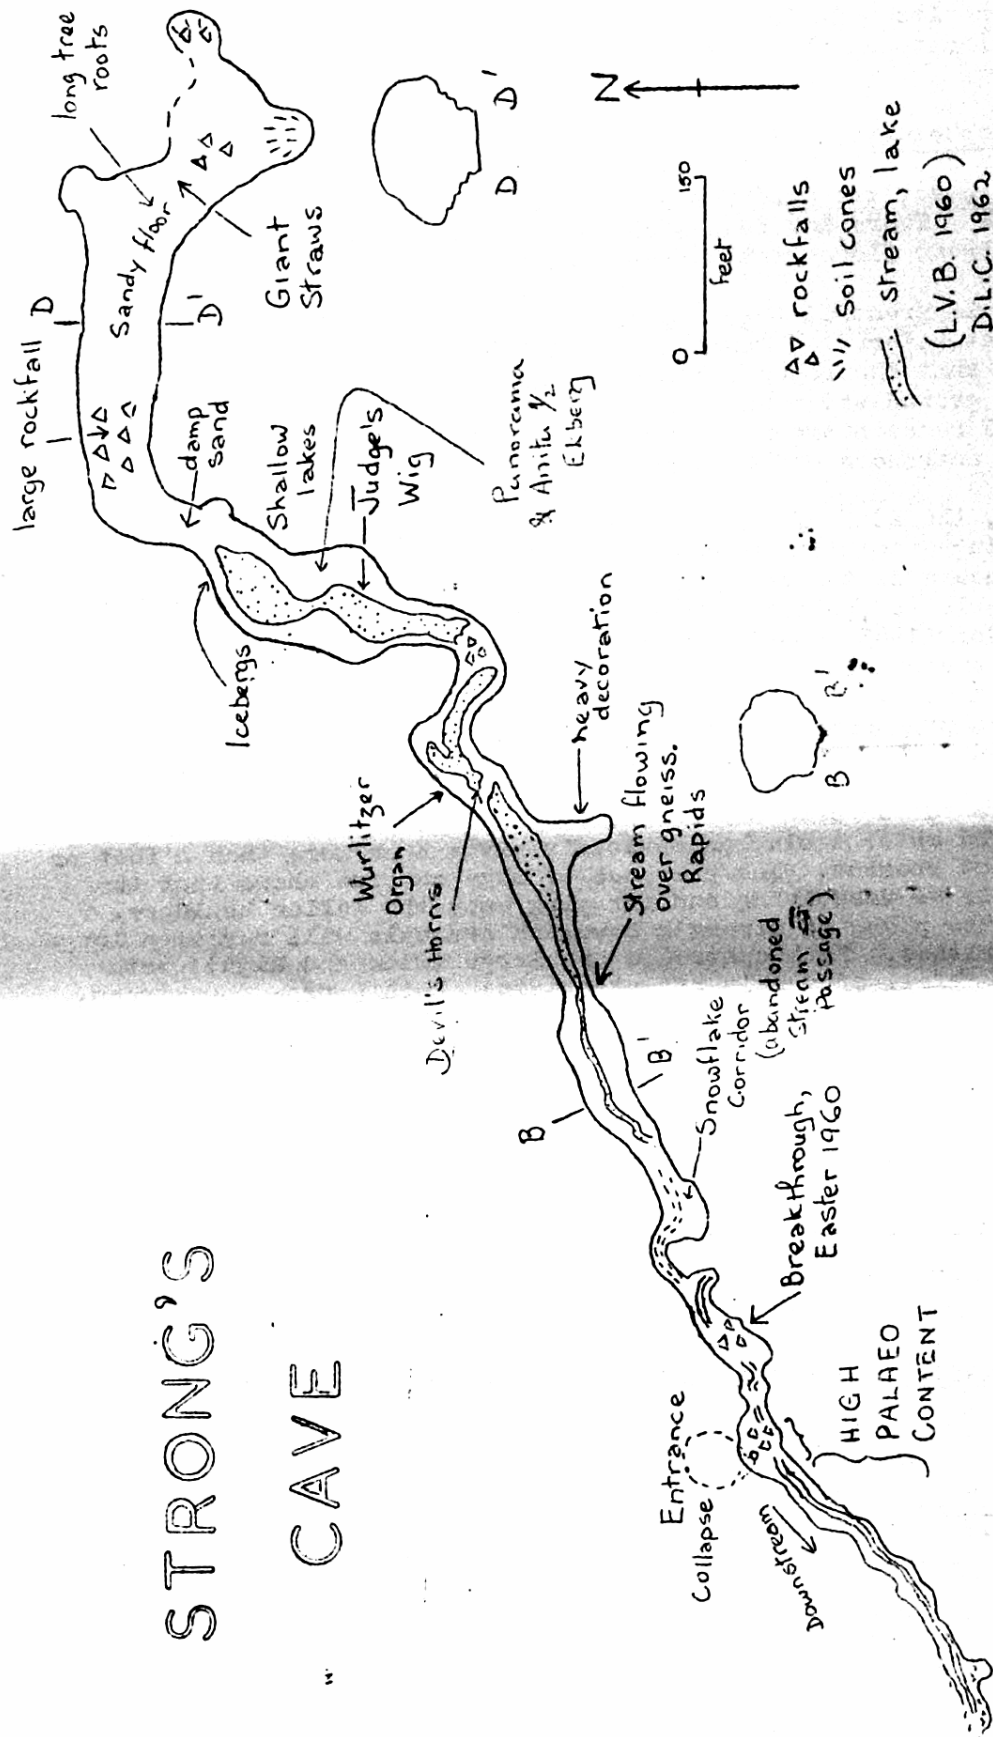 STRONG'S
CAVE
large rockfall
D
Sandy floor
D'
long tree
roots
Giant
Straws
damp
sand
Shallow
lakes
Judge's
Wig
Panorama
& Anita ½
Ekberg
Icebergs
Wurlitzer
Organ
Devil's Horns
heavy
decoration
Stream flowing
over gneiss.
Rapids
B
B'
Snowflake
Corridor
(abandoned
stream
Passage)
Breakthrough,
Easter 1960
Entrance
Collapse
Downstream
HIGH
PALAEO
CONTENT
B B'
D D'
N
0 150
feet
rockfalls
soil cones
stream, lake
(L.V.B. 1960)
D.L.C. 1962